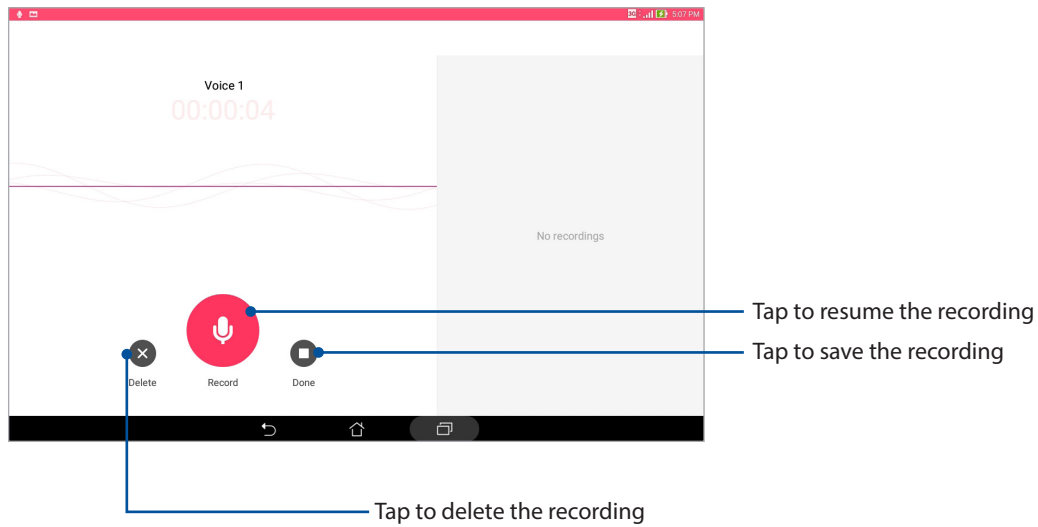 3G 5:07 PM
Voice 1
00:00:04
No recordings
Tap to resume the recording
Tap to save the recording
Delete Record Done
Tap to delete the recording